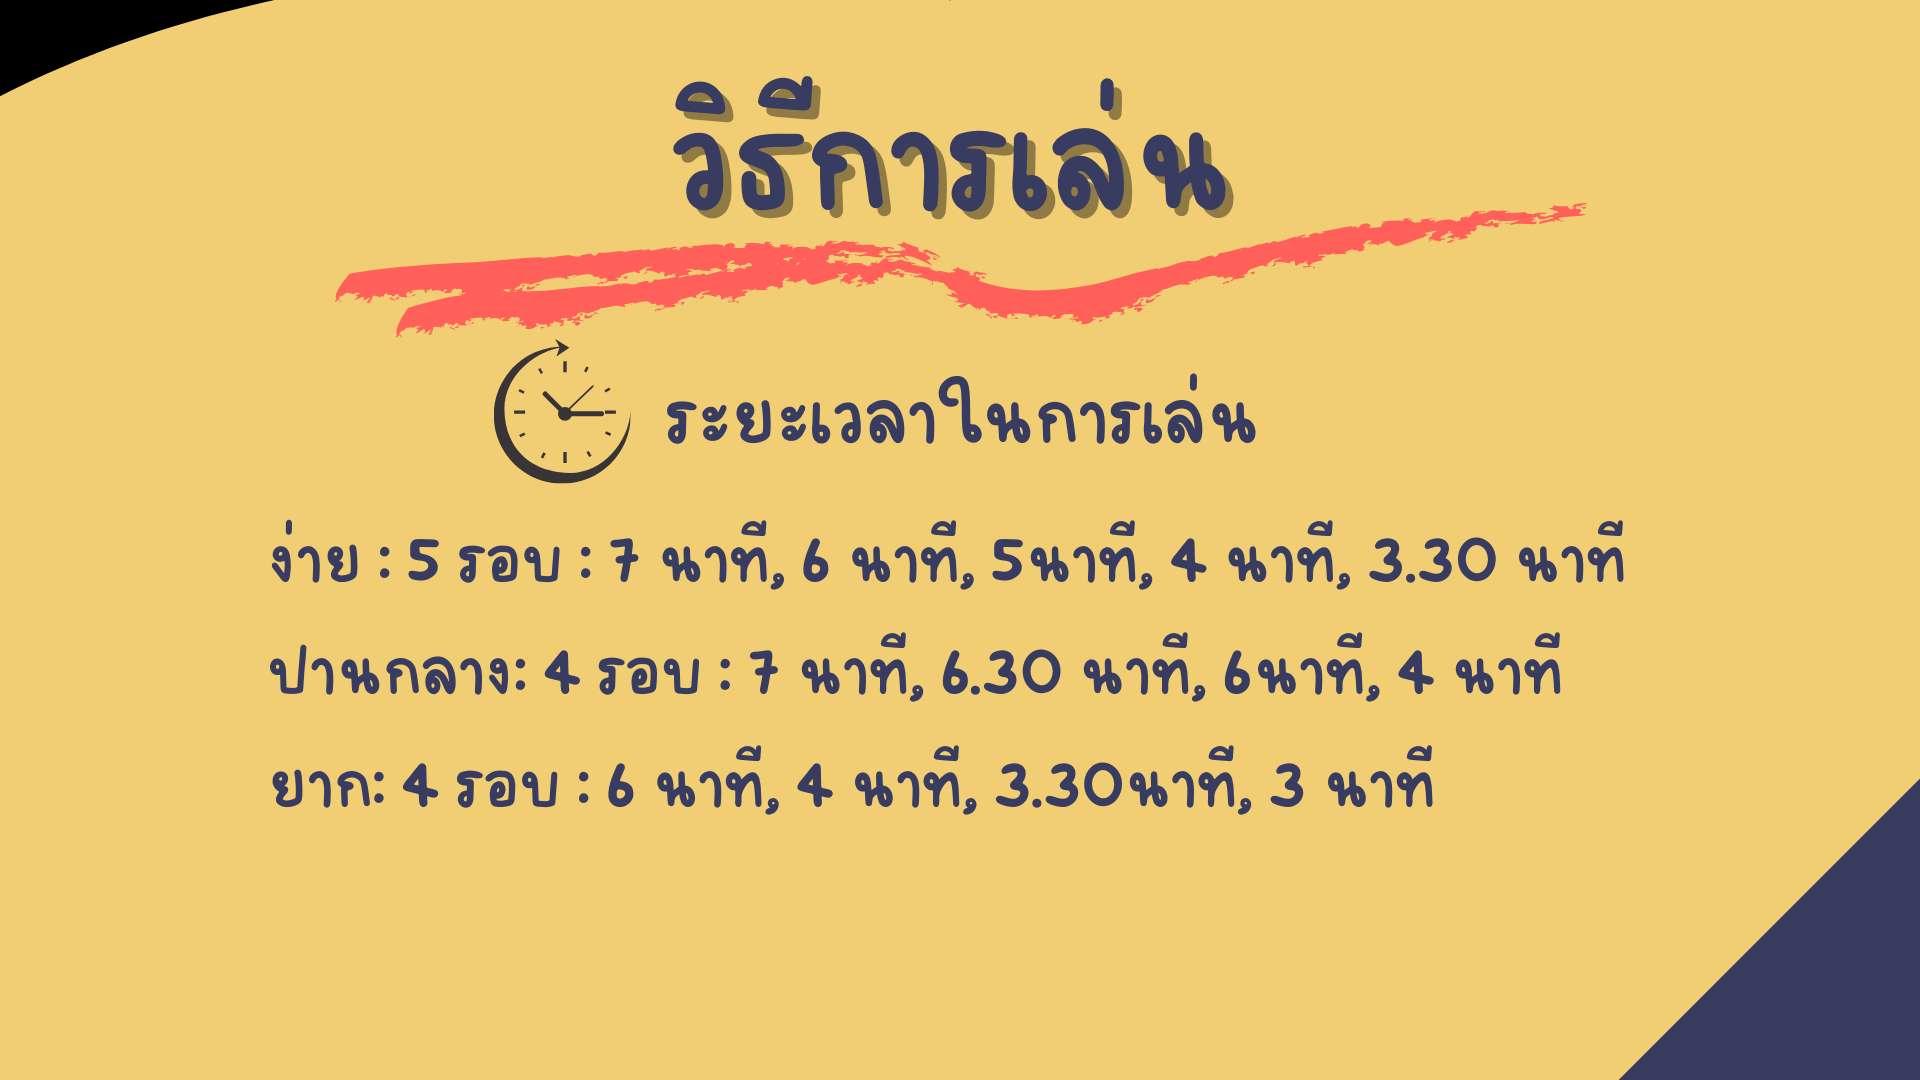 วิธีการเล่น
ระยะเวลาในการเล่น
ง่าย : 5 รอบ : 7 นาที, 6 นาที, 5นาที, 4 นาที, 3.30 นาที
ปานกลาง: 4 รอบ : 7 นาที, 6.30 นาที, 6นาที, 4 นาที
ยาก: 4 รอบ : 6 นาที, 4 นาที, 3.30นาที, 3 นาที